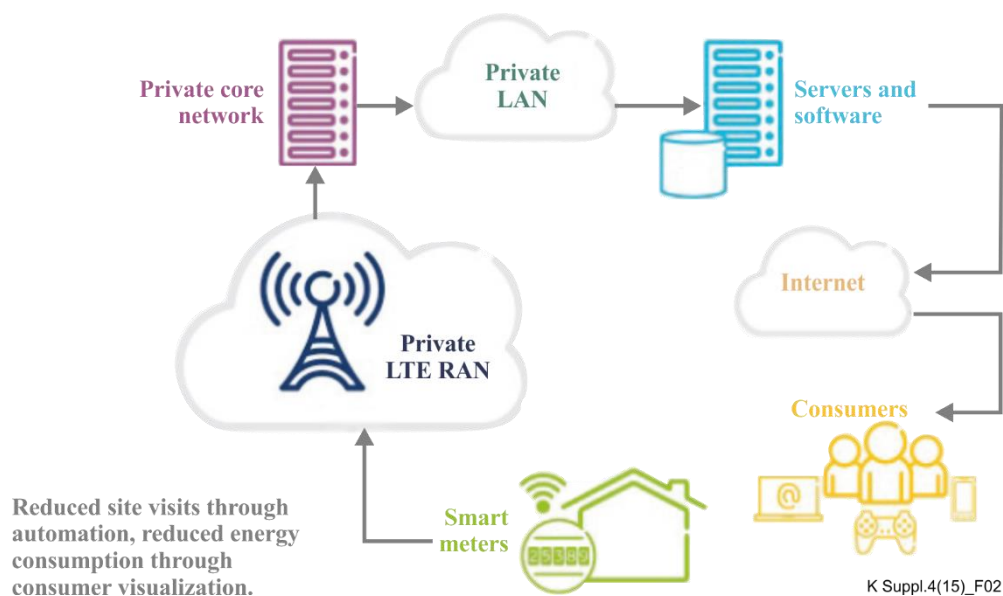 Private core
network
Private
LAN
Servers and
software
Internet
Private
LTE RAN
Consumers
@
Smart
meters
Reduced site visits through
automation, reduced energy
consumption through
consumer visualization.
K Suppl.4(15)_F02